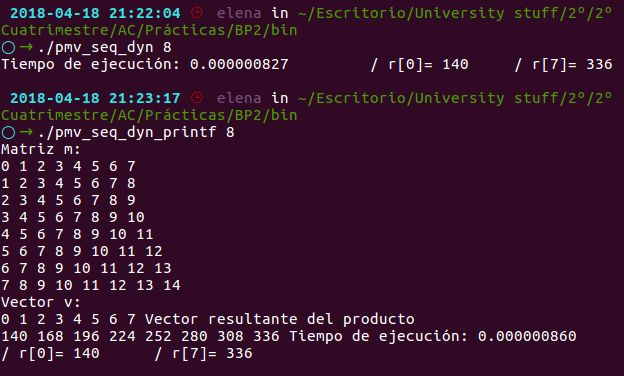 2018-04-18 21:22:04 elena in ~/Escritorio/University stuff/2º/2º
Cuatrimestre/AC/Prácticas/BP2/bin
○ → ./pmv_seq_dyn 8
Tiempo de ejecución: 0.000000827 / r[0]= 140 / r[7]= 336
2018-04-18 21:23:17 elena in ~/Escritorio/University stuff/2º/2º
Cuatrimestre/AC/Prácticas/BP2/bin
○ → ./pmv_seq_dyn_printf 8
Matriz m:
0 1 2 3 4 5 6 7
1 2 3 4 5 6 7 8
2 3 4 5 6 7 8 9
3 4 5 6 7 8 9 10
4 5 6 7 8 9 10 11
5 6 7 8 9 10 11 12
6 7 8 9 10 11 12 13
7 8 9 10 11 12 13 14
Vector v:
0 1 2 3 4 5 6 7 Vector resultante del producto
140 168 196 224 252 280 308 336 Tiempo de ejecución: 0.000000860
/ r[0]= 140 / r[7]= 336